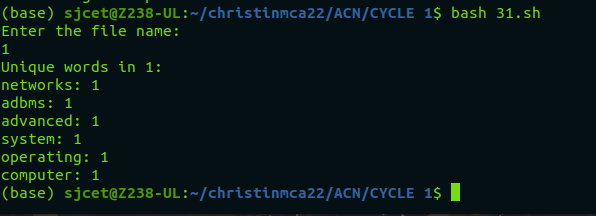 (base) sjcet@Z238-UL:~/christinmca22/ACN/CYCLE 1$ bash 31.sh
Enter the file name:
1
Unique words in 1:
networks: 1
adbms: 1
advanced: 1
system: 1
operating: 1
computer: 1
(base) sjcet@Z238-UL:~/christinmca22/ACN/CYCLE 1$